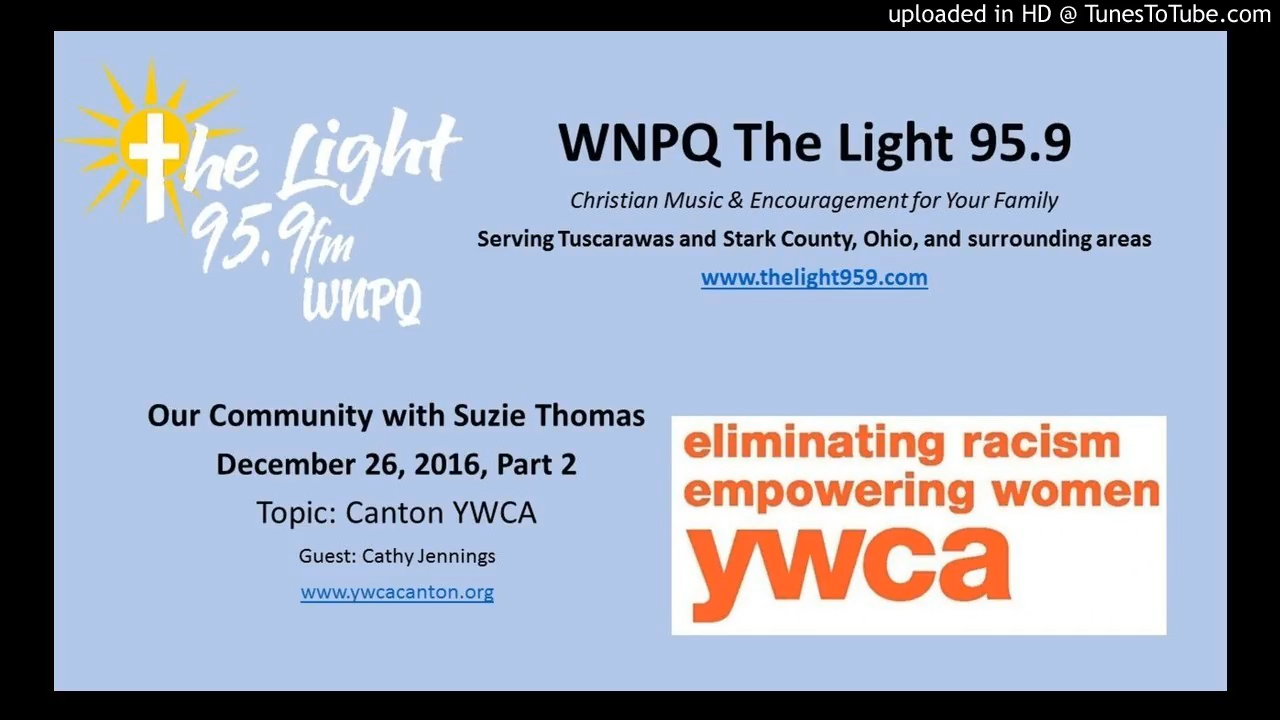 uploaded in HD @ TunesToTube.com
the Light
95.9fm
WNPQ
WNPQ The Light 95.9
Christian Music & Encouragement for Your Family
Serving Tuscarawas and Stark County, Ohio, and surrounding areas
www.thelight959.com
Our Community with Suzie Thomas
December 26, 2016, Part 2
Topic: Canton YWCA
Guest: Cathy Jennings
www.ywcacanton.org
eliminating racism
empowering women
ywca